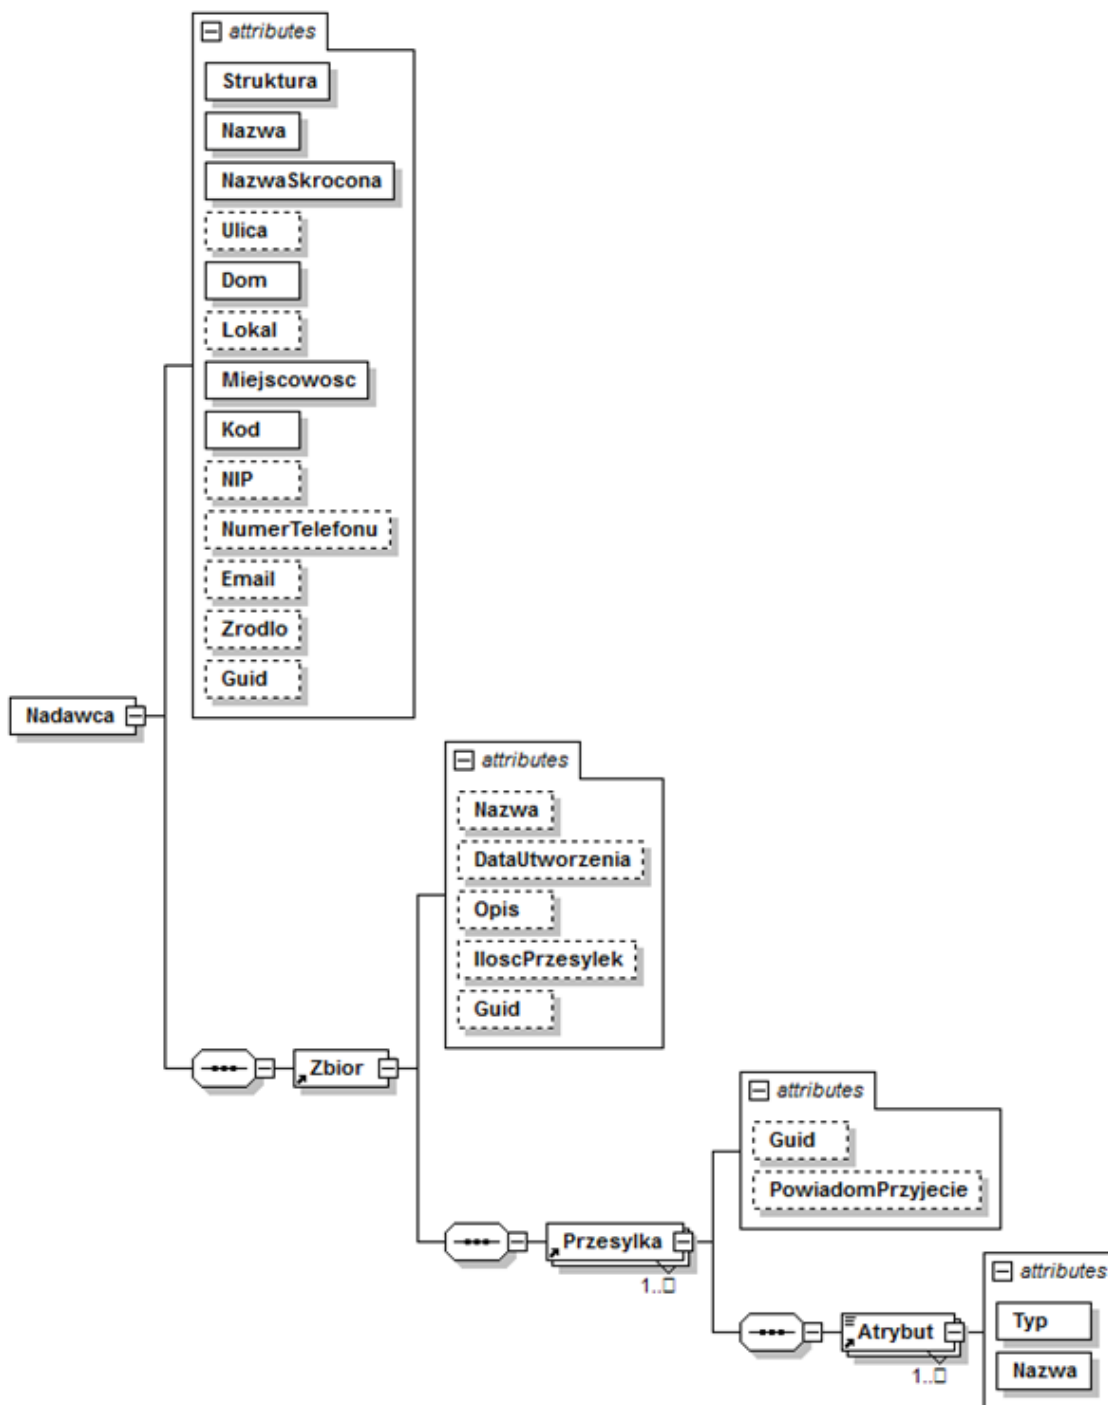 attributes
Struktura
Nazwa
NazwaSkrocona
Ulica
Dom
Lokal
Miejscowosc
Kod
NIP
NumerTelefonu
Email
Zrodlo
Guid
Nadawca
attributes
Nazwa
DataUtworzenia
Opis
IloscPrzesylek
Guid
Zbior
attributes
Guid
PowiadomPrzyjecie
Przesylka
1..
attributes
Typ
Nazwa
Atrybut
1..